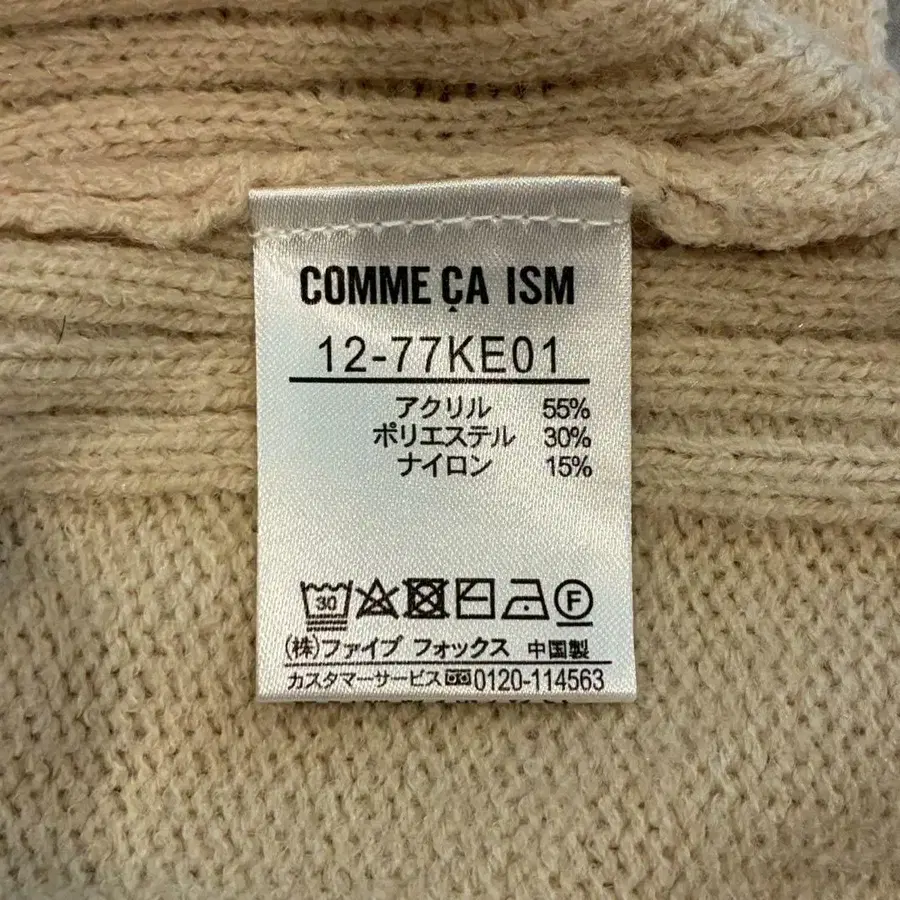 COMME ÇA ISM
12-77KE01
アクリル 55%
ポリエステル 30%
ナイロン 15%
30 F
(株)ファイブ フォックス 中国製
カスタマーサービス 0120-114563